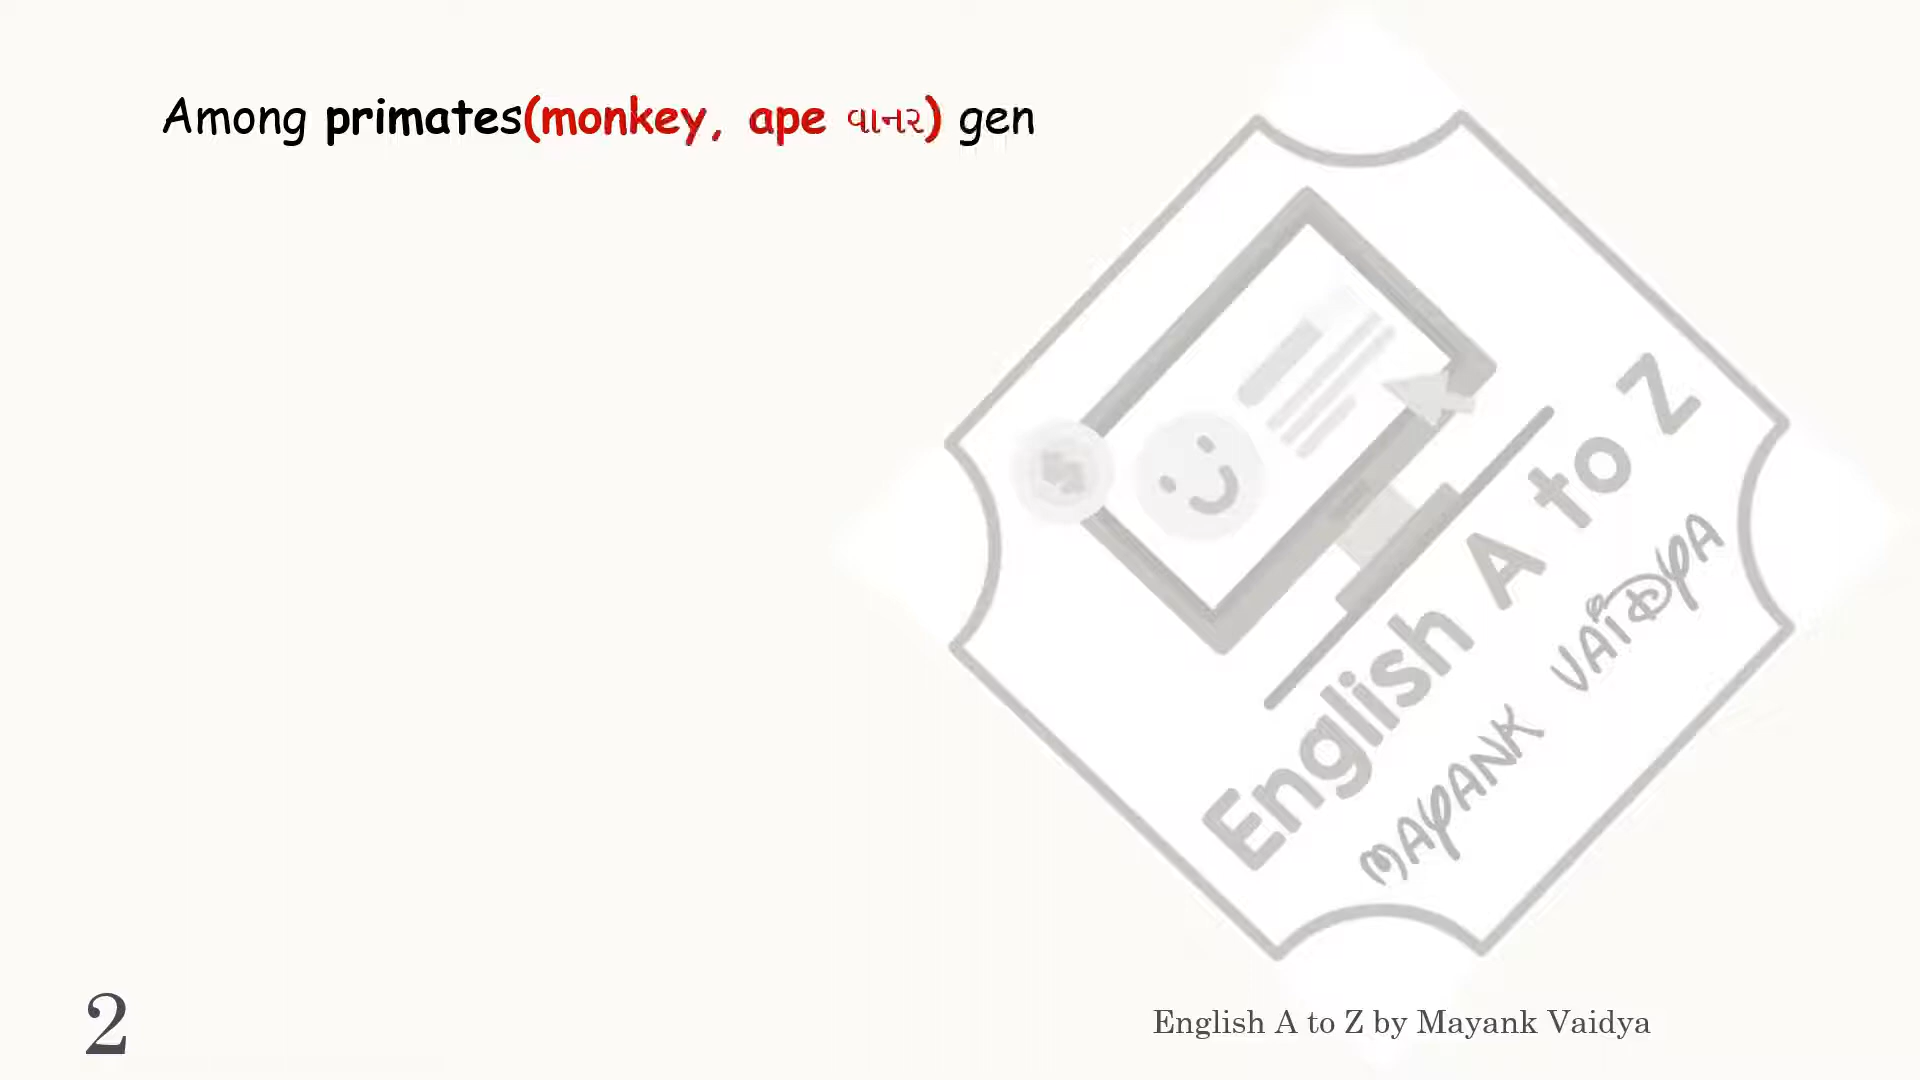 Among primates(monkey, ape વાનર) gen
English A to Z
MAYANK VAIDYA
2
English A to Z by Mayank Vaidya